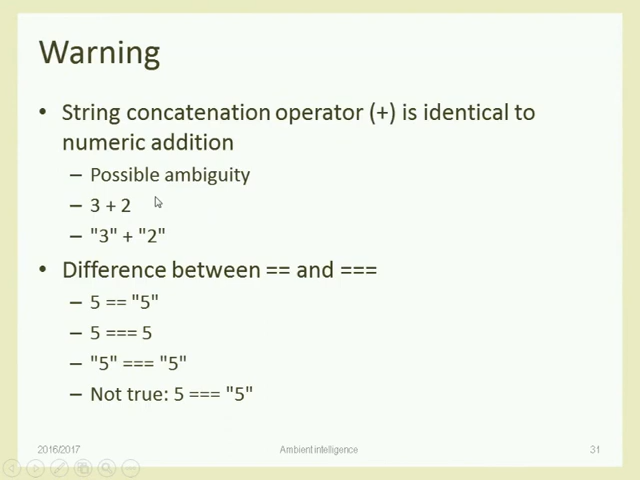 Warning
• String concatenation operator (+) is identical to
numeric addition
– Possible ambiguity
– 3 + 2
– "3" + "2"
• Difference between == and ===
– 5 == "5"
– 5 === 5
– "5" === "5"
– Not true: 5 === "5"
2016/2017 Ambient intelligence 31